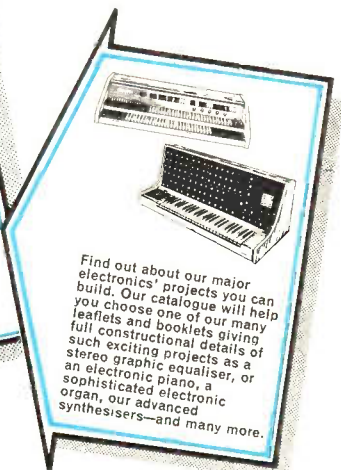 Find out about our major
electronics' projects you can
build. Our catalogue will help
you choose one of our many
leaflets and booklets giving
full constructional details of
such exciting projects as a
stereo graphic equaliser, or
an electronic piano, a
sophisticated electronic
organ, our advanced
synthesisers—and many more.